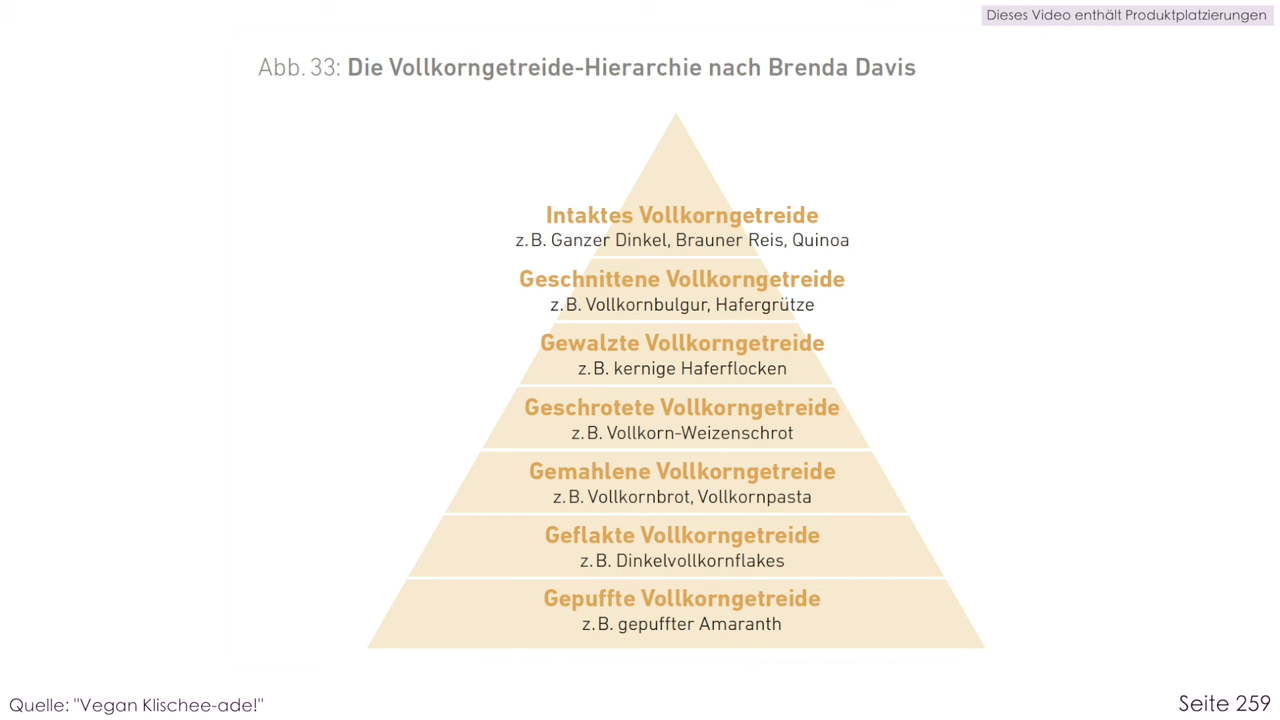 Dieses Video enthält Produktplatzierungen
Abb. 33: Die Vollkorngetreide-Hierarchie nach Brenda Davis
Intaktes Vollkorngetreide
z.B. Ganzer Dinkel, Brauner Reis, Quinoa
Geschnittene Vollkorngetreide
z.B. Vollkornbulgur, Hafergrütze
Gewalzte Vollkorngetreide
z.B. kernige Haferflocken
Geschrotete Vollkorngetreide
z.B. Vollkorn-Weizenschrot
Gemahlene Vollkorngetreide
z.B. Vollkornbrot, Vollkornpasta
Geflakte Vollkorngetreide
z.B. Dinkelvollkornflakes
Gepuffte Vollkorngetreide
z.B. gepuffter Amaranth
Quelle: "Vegan Klischee-ade!"
Seite 259